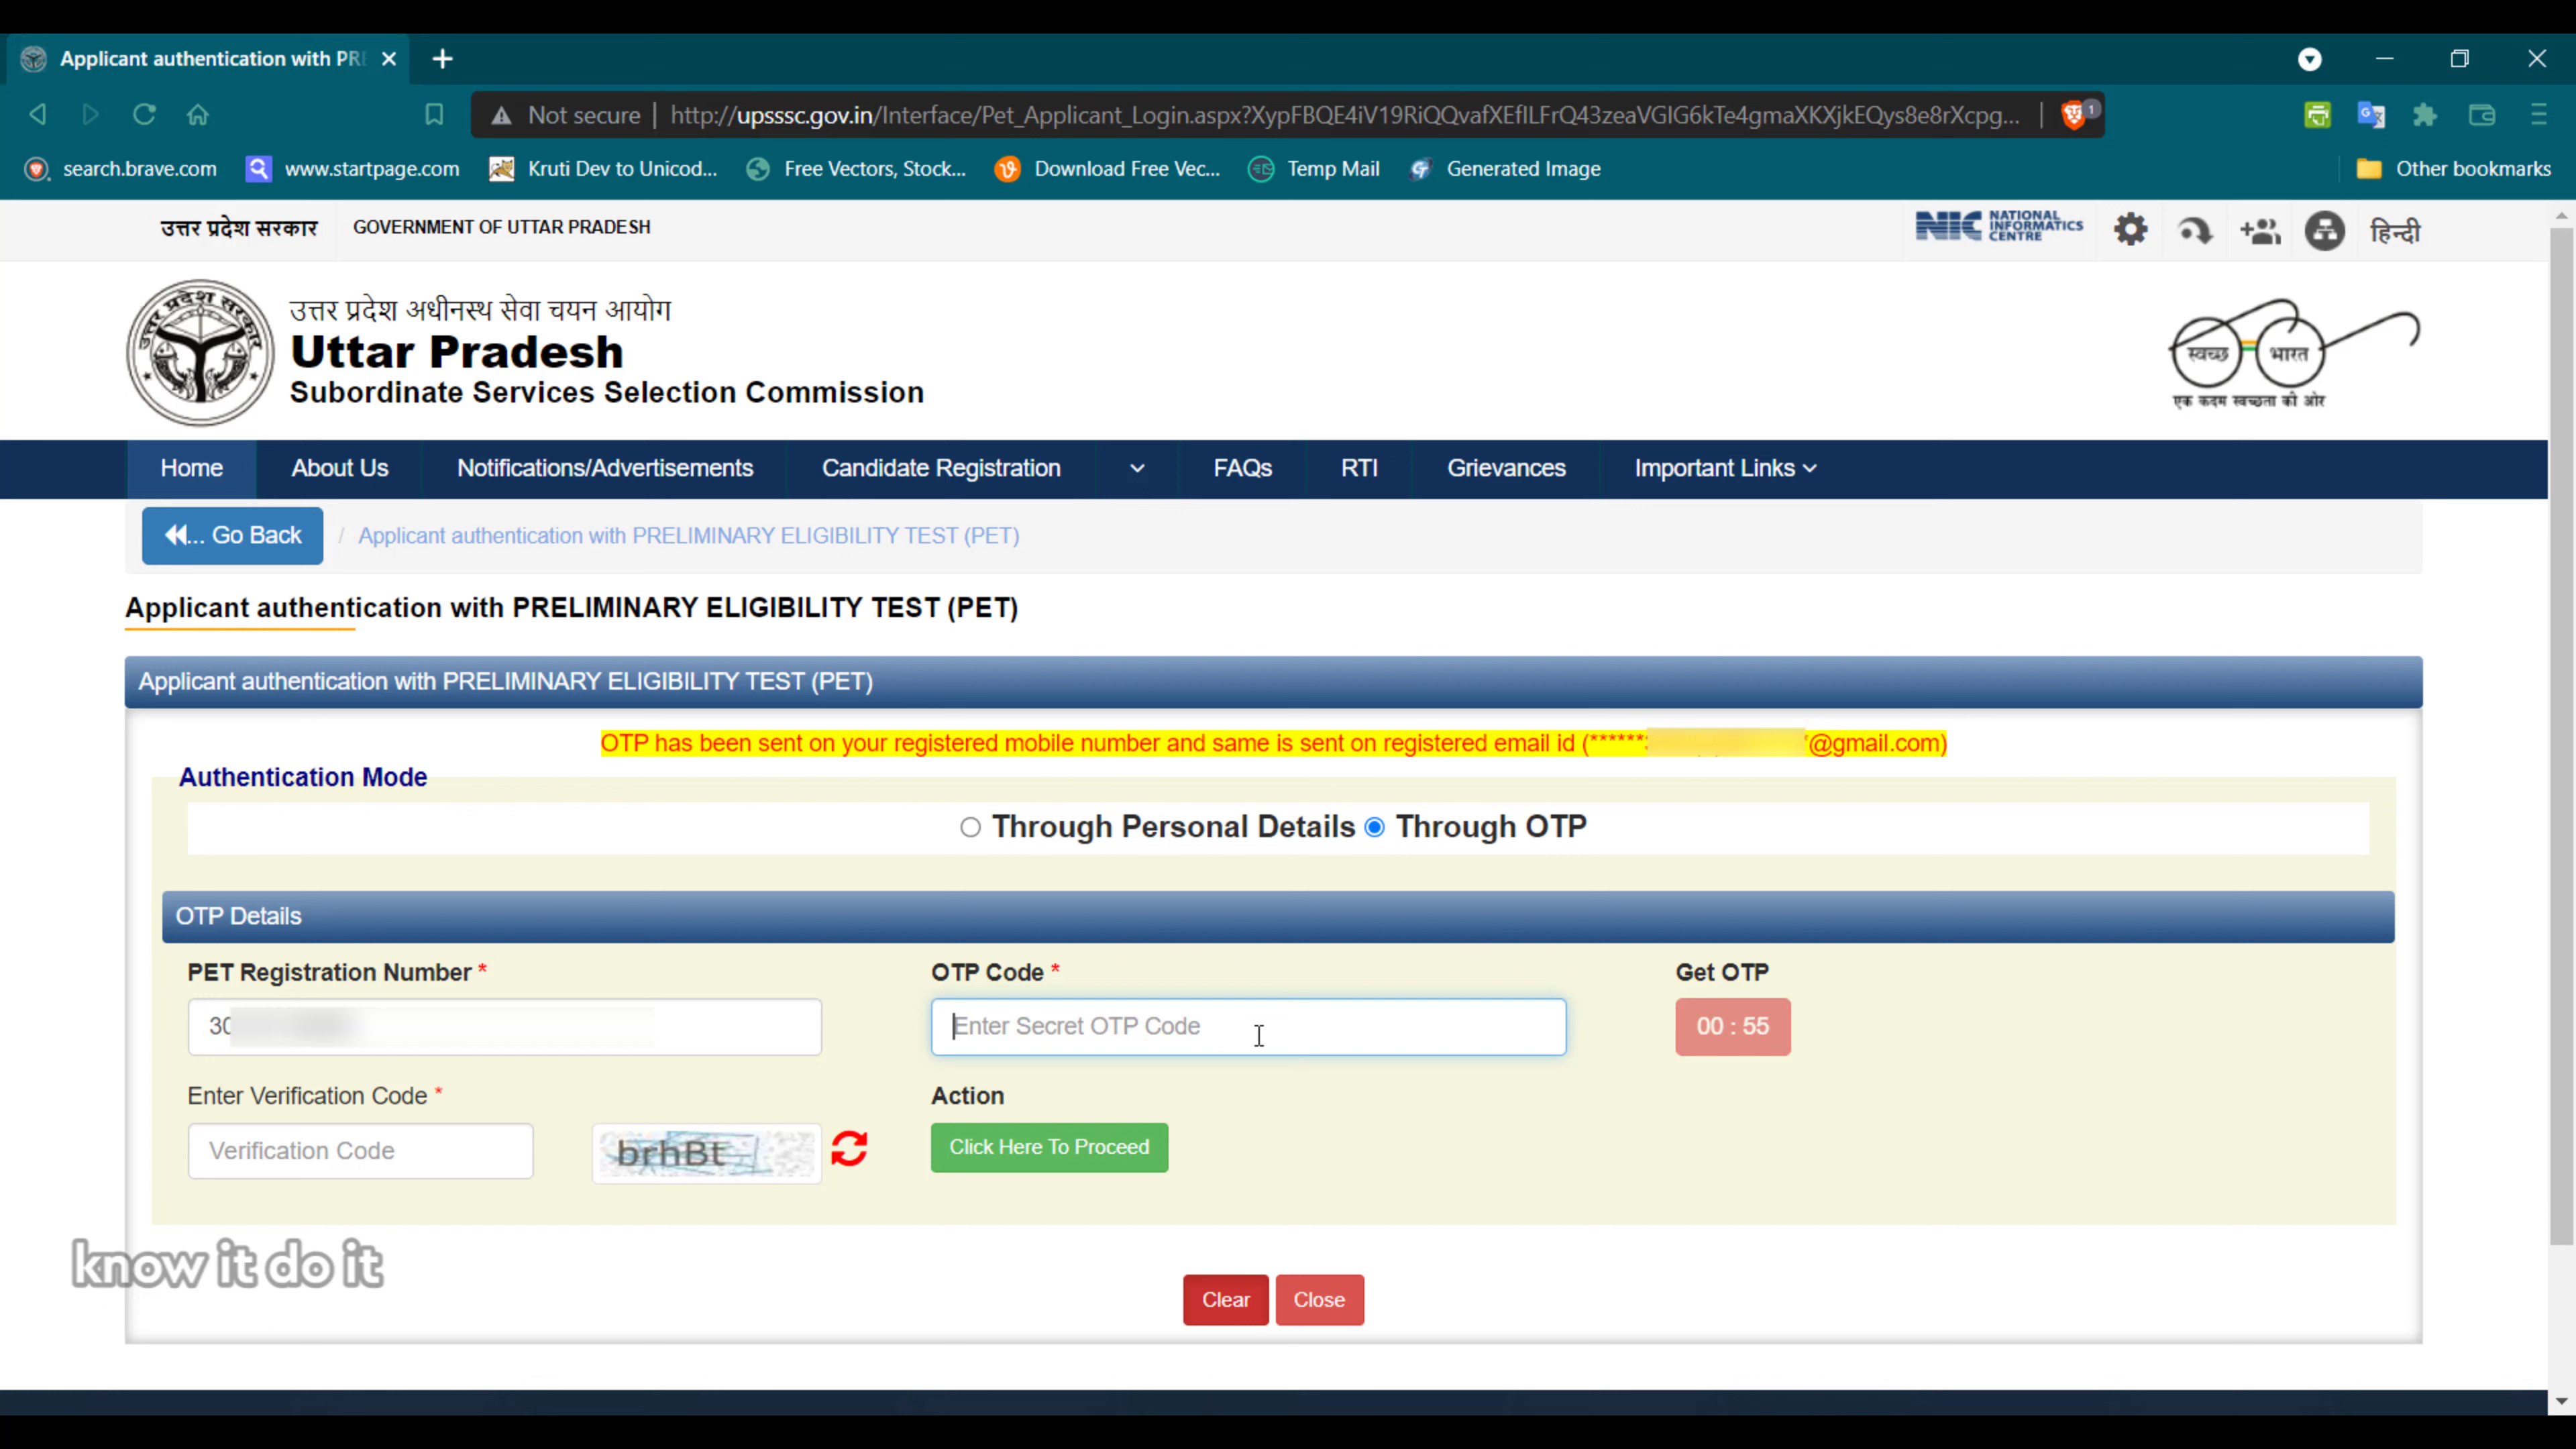 Applicant authentication with PRE
Not secure | http://upsssc.gov.in/Interface/Pet_Applicant_Login.aspx?XypFBQE4iV19RiQQvafXEfILFrQ43zeaVGlG6kTe4gmaXKXjkEQys8e8rXcpg... 1
search.brave.com www.startpage.com Kruti Dev to Unicod... Free Vectors, Stock... Download Free Vec... Temp Mail Generated Image Other bookmarks
उत्तर प्रदेश सरकार GOVERNMENT OF UTTAR PRADESH NIC NATIONAL INFORMATICS CENTRE हिन्दी
उत्तर प्रदेश अधीनस्थ सेवा चयन आयोग
Uttar Pradesh
Subordinate Services Selection Commission
स्वच्छ भारत
एक कदम स्वच्छता की ओर
Home About Us Notifications/Advertisements Candidate Registration FAQs RTI Grievances Important Links
... Go Back / Applicant authentication with PRELIMINARY ELIGIBILITY TEST (PET)
Applicant authentication with PRELIMINARY ELIGIBILITY TEST (PET)
Applicant authentication with PRELIMINARY ELIGIBILITY TEST (PET)
OTP has been sent on your registered mobile number and same is sent on registered email id (****** *@gmail.com)
Authentication Mode
Through Personal Details Through OTP
OTP Details
PET Registration Number * OTP Code * Get OTP
30 Enter Secret OTP Code 00 : 55
Enter Verification Code * Action
Verification Code brhBt Click Here To Proceed
know it do it
Clear Close